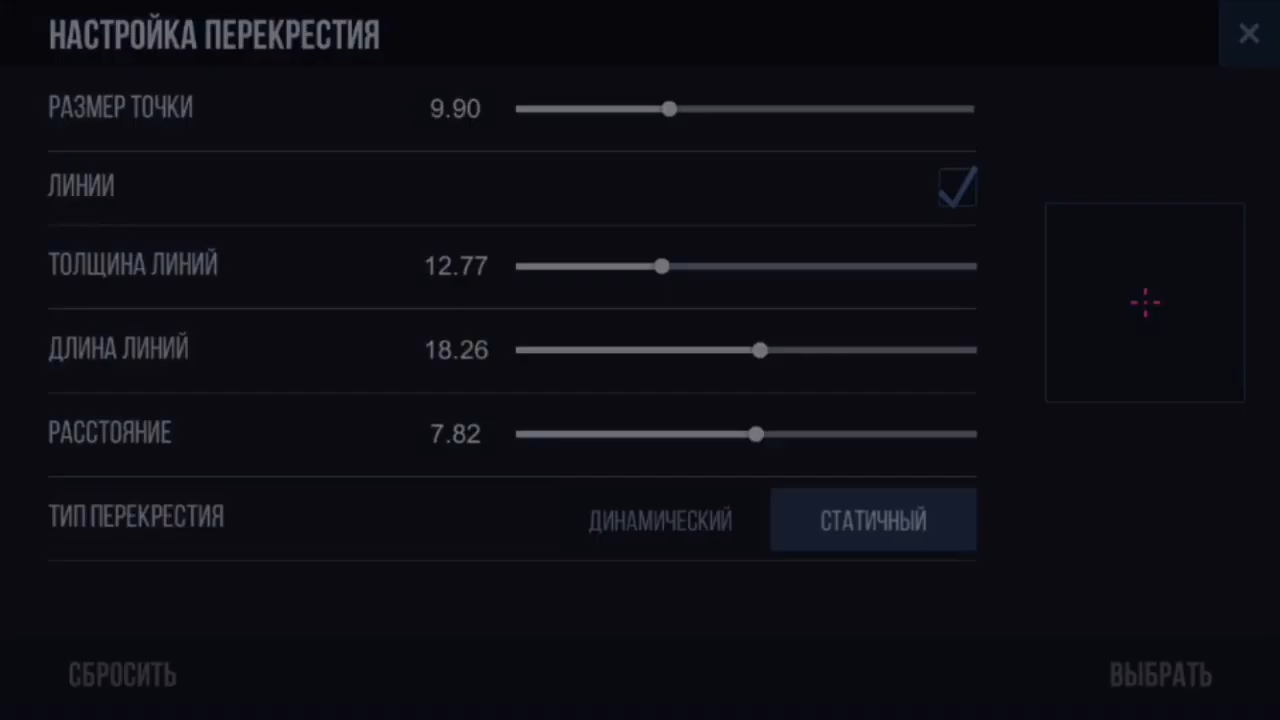 НАСТРОЙКА ПЕРЕКРЕСТИЯ
РАЗМЕР ТОЧКИ 9.90
ЛИНИИ
ТОЛЩИНА ЛИНИЙ 12.77
ДЛИНА ЛИНИЙ 18.26
РАССТОЯНИЕ 7.82
ТИП ПЕРЕКРЕСТИЯ ДИНАМИЧЕСКИЙ СТАТИЧНЫЙ
СБРОСИТЬ ВЫБРАТЬ